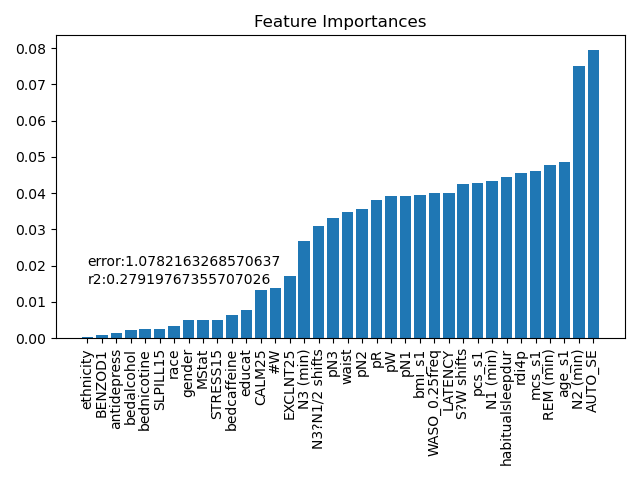 Feature Importances
0.08
0.07
0.06
0.05
0.04
0.03
0.02
0.01
0.00
error:1.0782163268570637
r2:0.27919767355707026
ethnicity
BENZOD1
antidepress
bedalcohol
bednicotine
SLPILL15
race
gender
MStat
STRESS15
bedcaffeine
educat
CALM25
#W
EXCLNT25
N3 (min)
N3?N1/2 shifts
pN3
waist
pN2
pR
pW
pN1
bmi_s1
WASO_0.25freq
LATENCY
S?W shifts
pcs_s1
N1 (min)
habitualsleepdur
rdi4p
mcs_s1
REM (min)
age_s1
N2 (min)
AUTO_SE